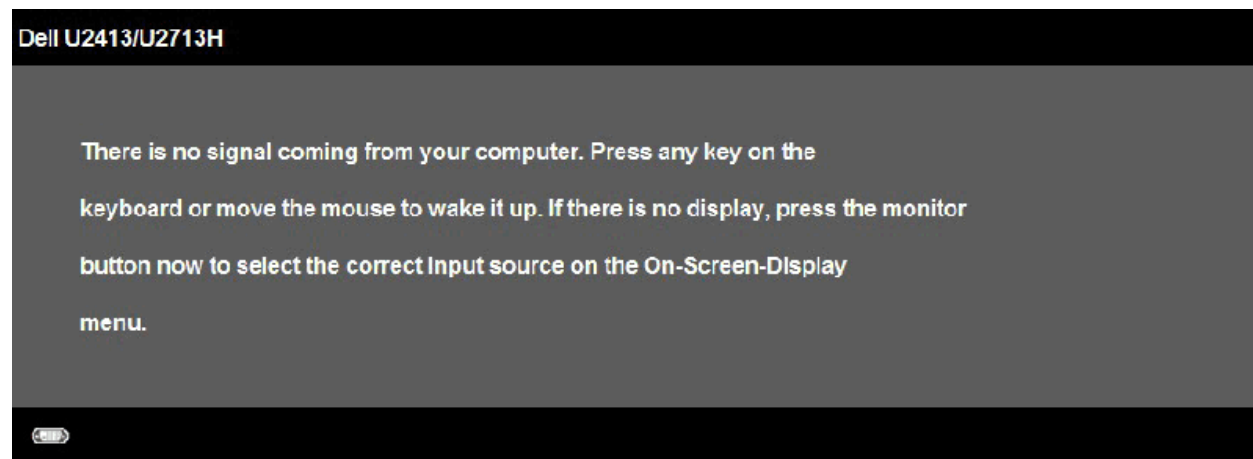 Dell U2413/U2713H
There is no signal coming from your computer. Press any key on the
keyboard or move the mouse to wake it up. If there is no display, press the monitor
button now to select the correct Input source on the On-Screen-Display
menu.